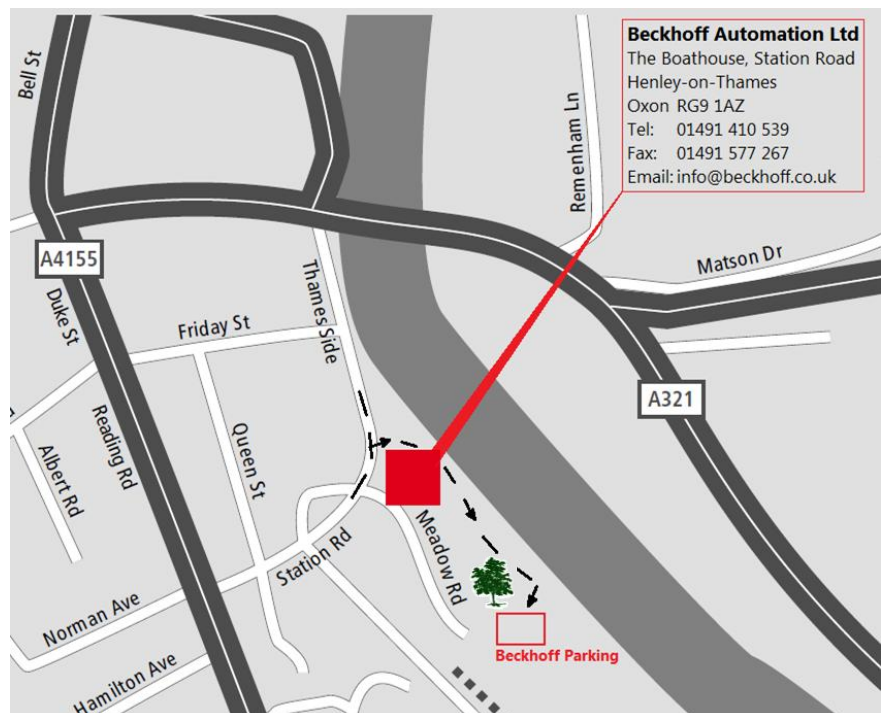 Beckhoff Automation Ltd
The Boathouse, Station Road
Henley-on-Thames
Oxon RG9 1AZ
Tel: 01491 410 539
Fax: 01491 577 267
Email: info@beckhoff.co.uk
Bell St
Remenham Ln
A4155
Matson Dr
Thames Side
Duke St
Friday St
A321
Reading Rd
Queen St
Albert Rd
Station Rd
Meadow Rd
Norman Ave
Beckhoff Parking
Hamilton Ave